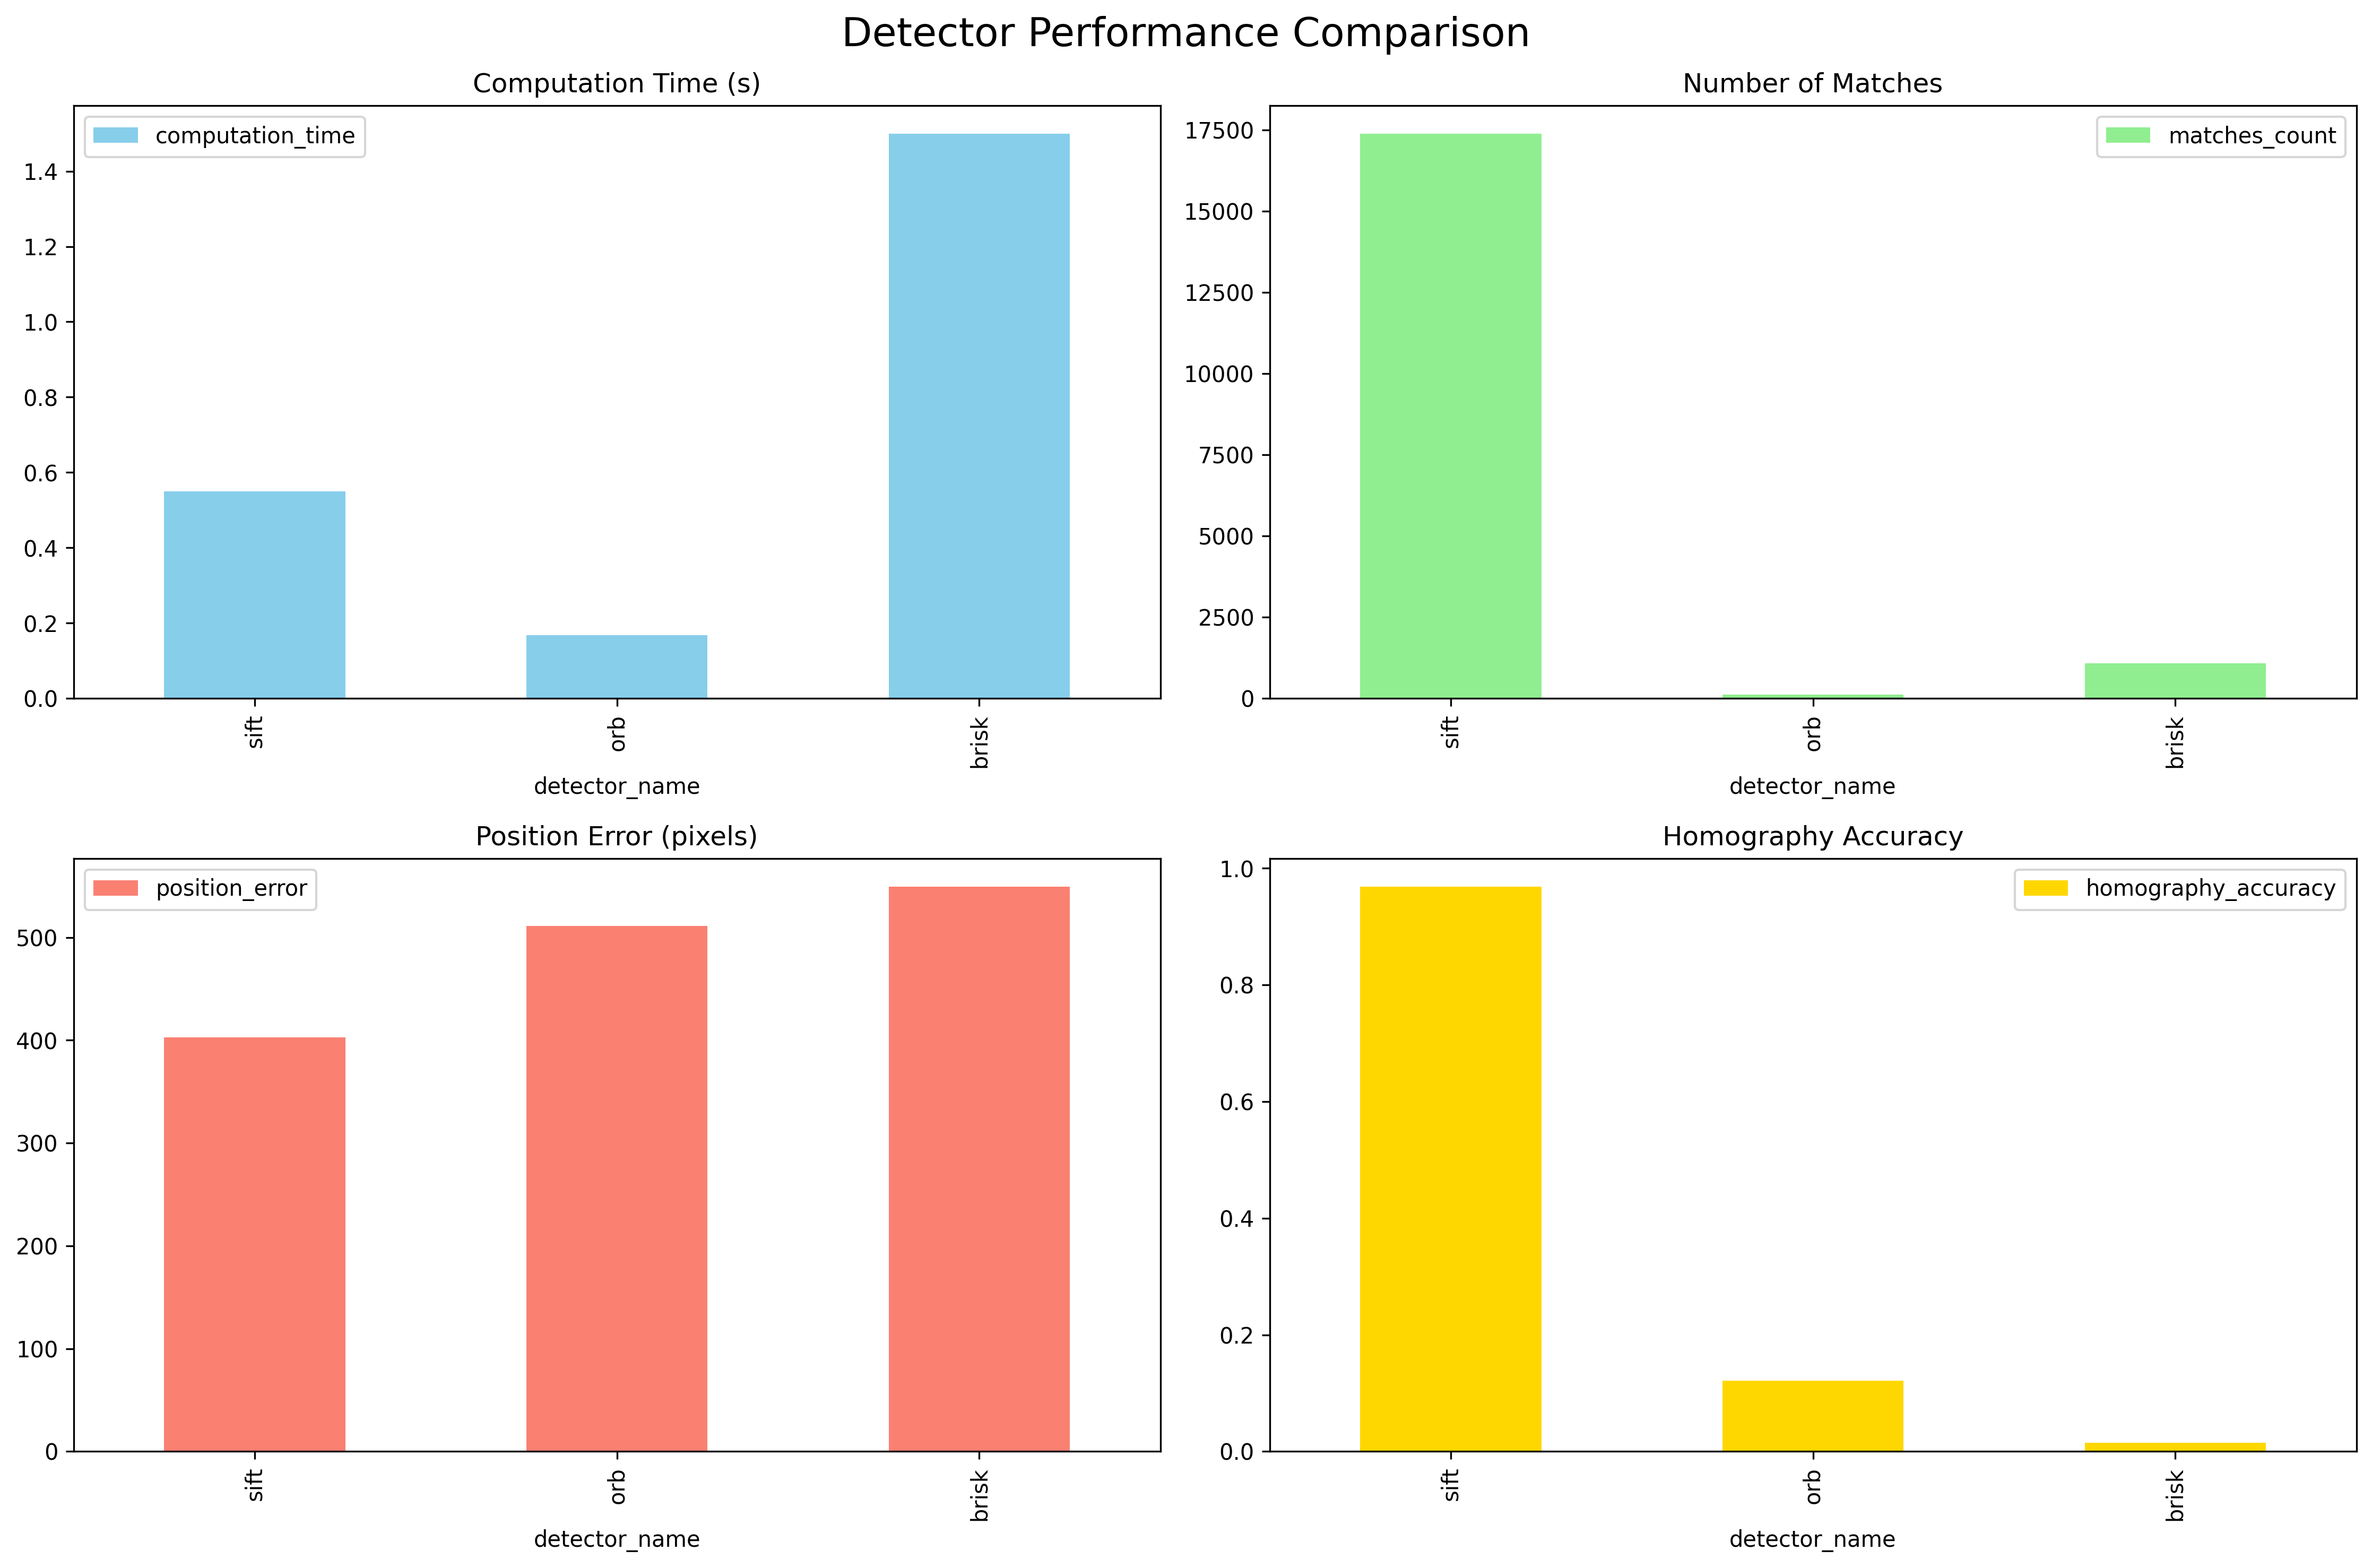 Detector Performance Comparison
Computation Time (s)
computation_time
1.4
1.2
1.0
0.8
0.6
0.4
0.2
0.0
sift
orb
brisk
detector_name
Number of Matches
matches_count
17500
15000
12500
10000
7500
5000
2500
0
sift
orb
brisk
detector_name
Position Error (pixels)
position_error
500
400
300
200
100
0
sift
orb
brisk
detector_name
Homography Accuracy
homography_accuracy
1.0
0.8
0.6
0.4
0.2
0.0
sift
orb
brisk
detector_name